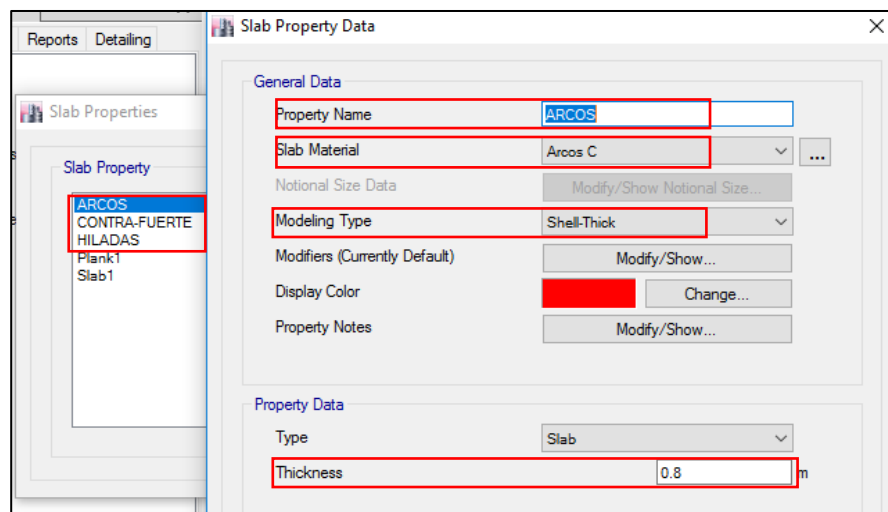 Reports Detailing
Slab Properties
Slab Property
ARCOS
CONTRA-FUERTE
HILADAS
Plank1
Slab1
Slab Property Data
General Data
Property Name ARCOS
Slab Material Arcos C ...
Notional Size Data Modify/Show Notional Size...
Modeling Type Shell-Thick
Modifiers (Currently Default) Modify/Show...
Display Color Change...
Property Notes Modify/Show...
Property Data
Type Slab
Thickness 0.8 m